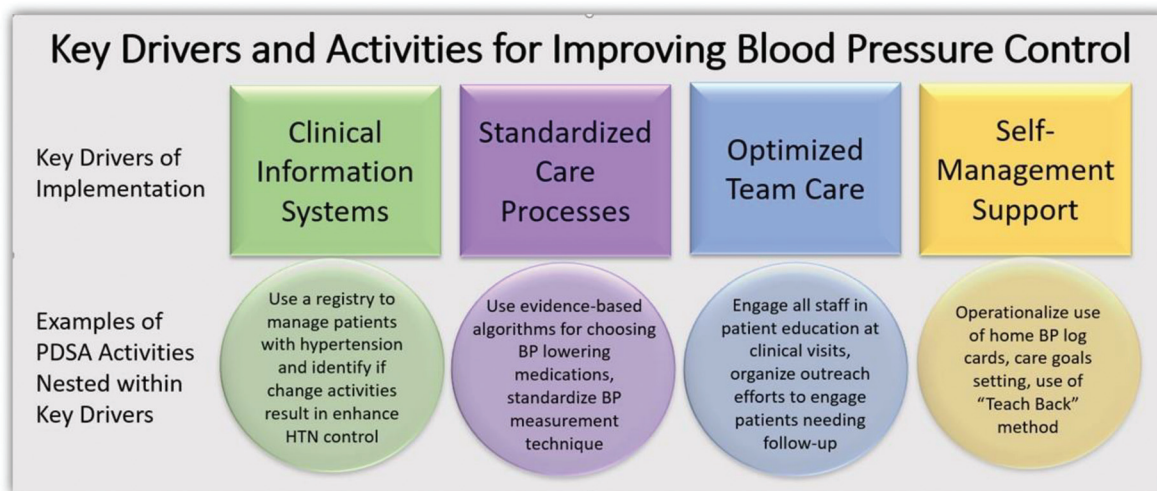 Key Drivers and Activities for Improving Blood Pressure Control
Key Drivers of
Implementation
Clinical
Information
Systems
Standardized
Care
Processes
Optimized
Team Care
Self-
Management
Support
Examples of
PDSA Activities
Nested within
Key Drivers
Use a registry to
manage patients
with hypertension
and identify if
change activities
result in enhance
HTN control
Use evidence-based
algorithms for choosing
BP lowering
medications,
standardize BP
measurement
technique
Engage all staff in
patient education at
clinical visits,
organize outreach
efforts to engage
patients needing
follow-up
Operationalize use
of home BP log
cards, care goals
setting, use of
“Teach Back”
method